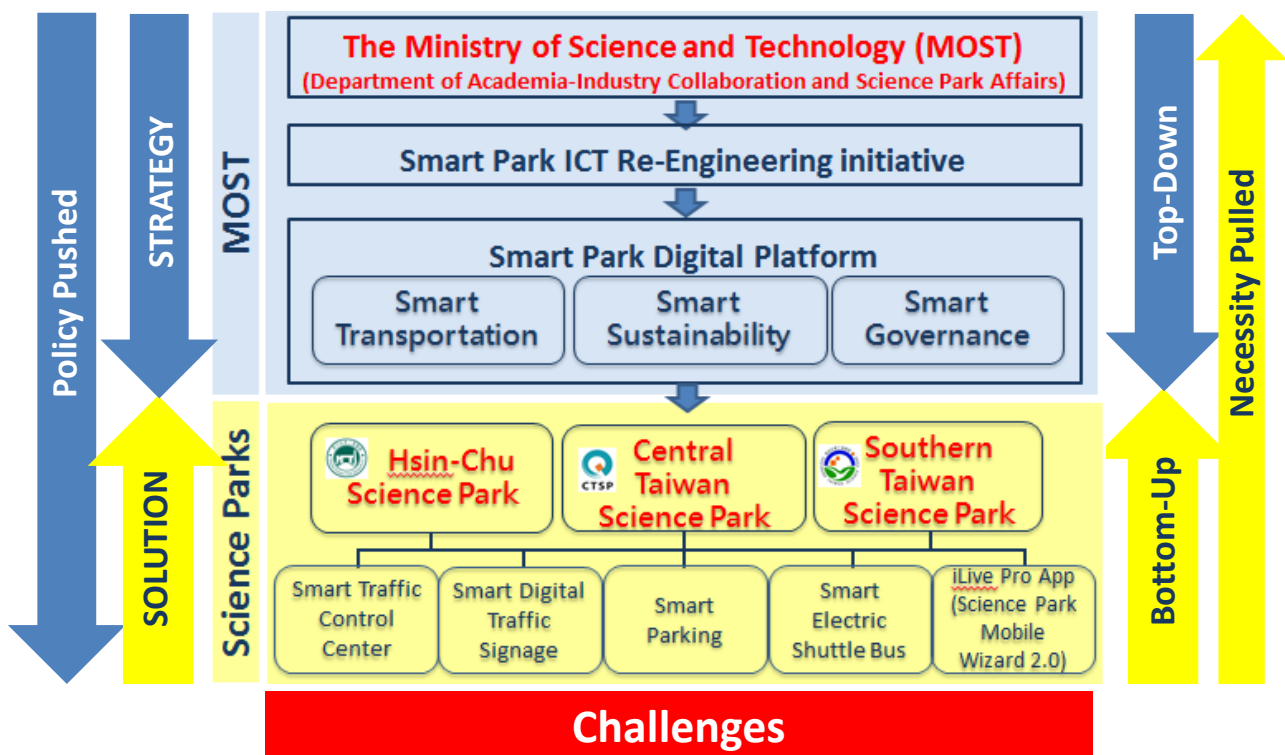 The Ministry of Science and Technology (MOST)
(Department of Academia-Industry Collaboration and Science Park Affairs)
Smart Park ICT Re-Engineering initiative
Smart Park Digital Platform
Smart
Transportation
Smart
Sustainability
Smart
Governance
Policy Pushed
STRATEGY
MOST
Top-Down
Necessity Pulled
SOLUTION
Science Parks
Hsin-Chu
Science Park
CTSP
Central
Taiwan
Science Park
Southern
Taiwan
Science Park
Bottom-Up
Smart Traffic
Control
Center
Smart Digital
Traffic
Signage
Smart
Parking
Smart
Electric
Shuttle Bus
iLive Pro App
(Science Park
Mobile
Wizard 2.0)
Challenges